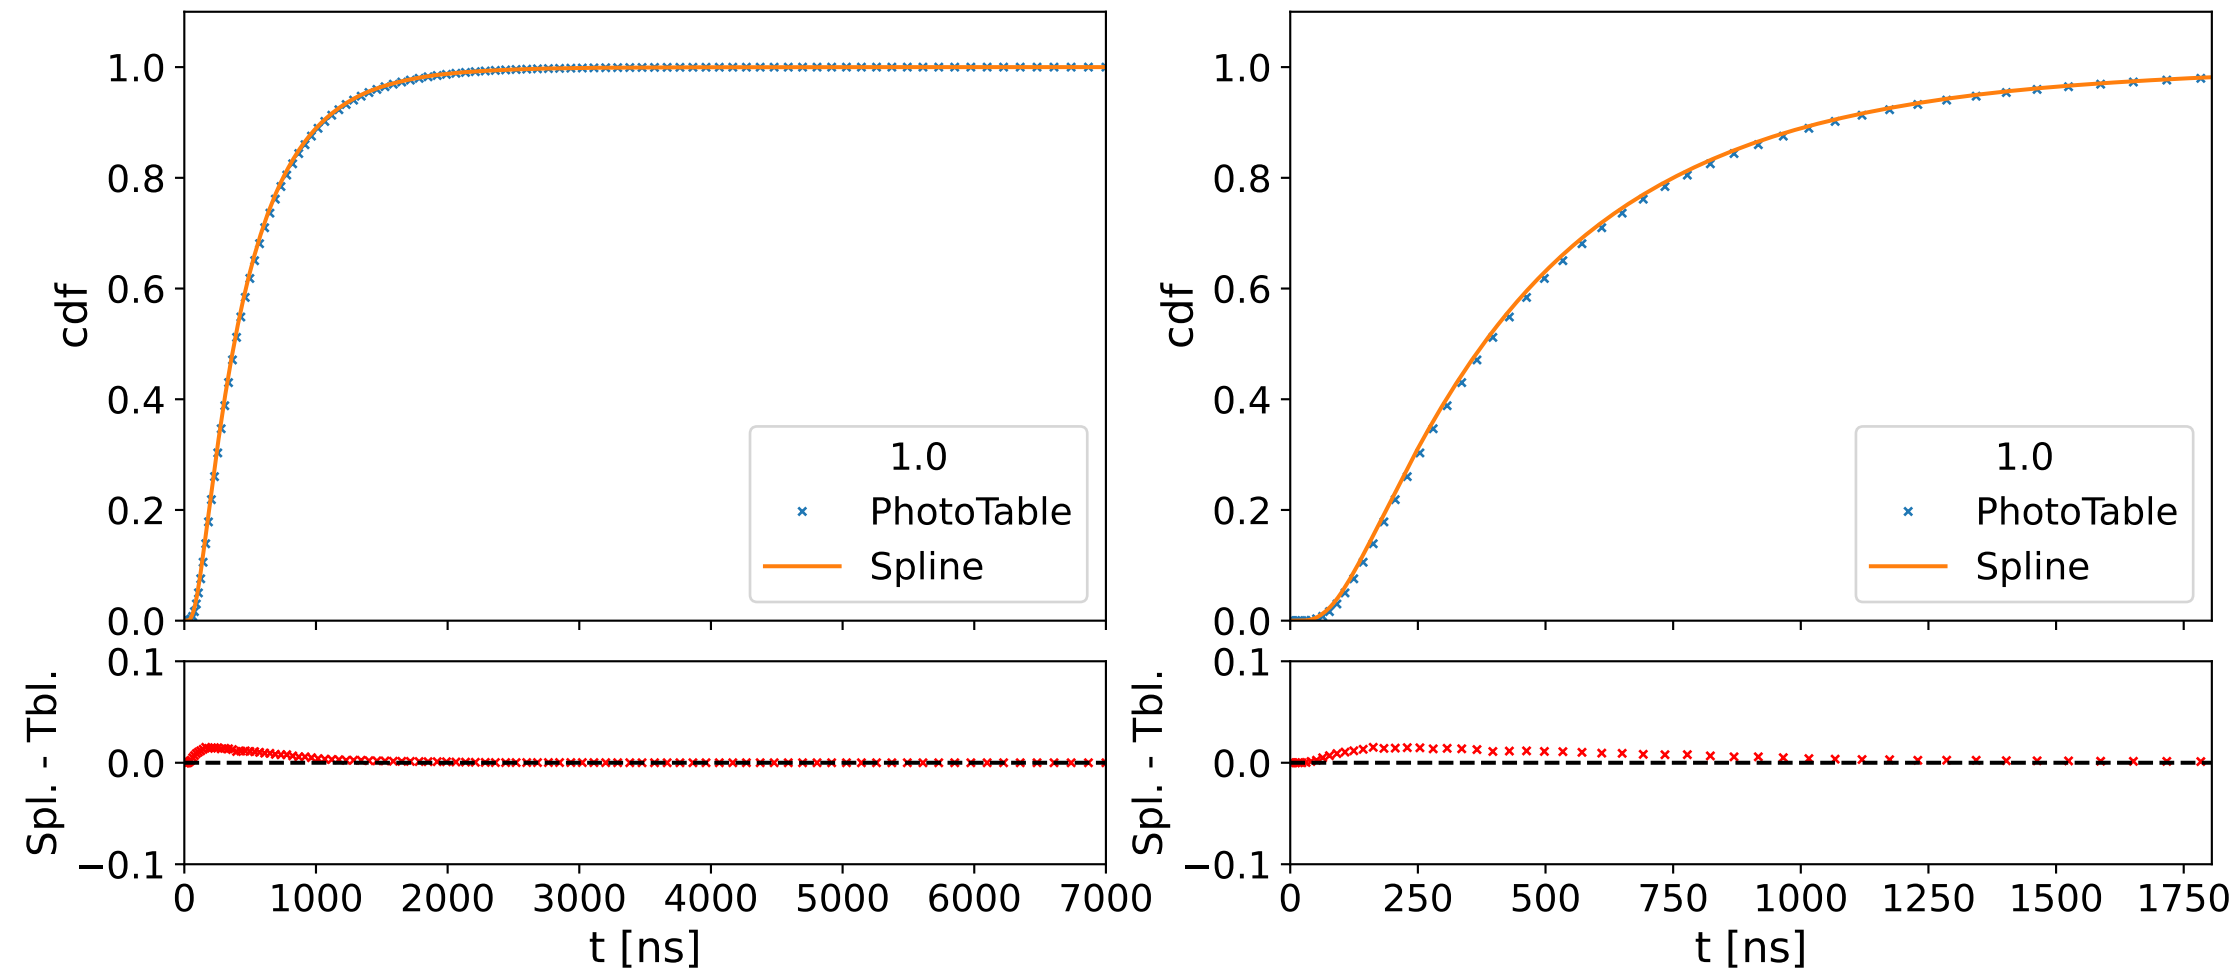 cdf
1.0
0.8
0.6
0.4
0.2
0.0
1.0
PhotoTable
Spline
Spl. - Tbl.
0.1
0.0
−0.1
0 1000 2000 3000 4000 5000 6000 7000
t [ns]
cdf
1.0
0.8
0.6
0.4
0.2
0.0
1.0
PhotoTable
Spline
Spl. - Tbl.
0.1
0.0
−0.1
0 250 500 750 1000 1250 1500 1750
t [ns]